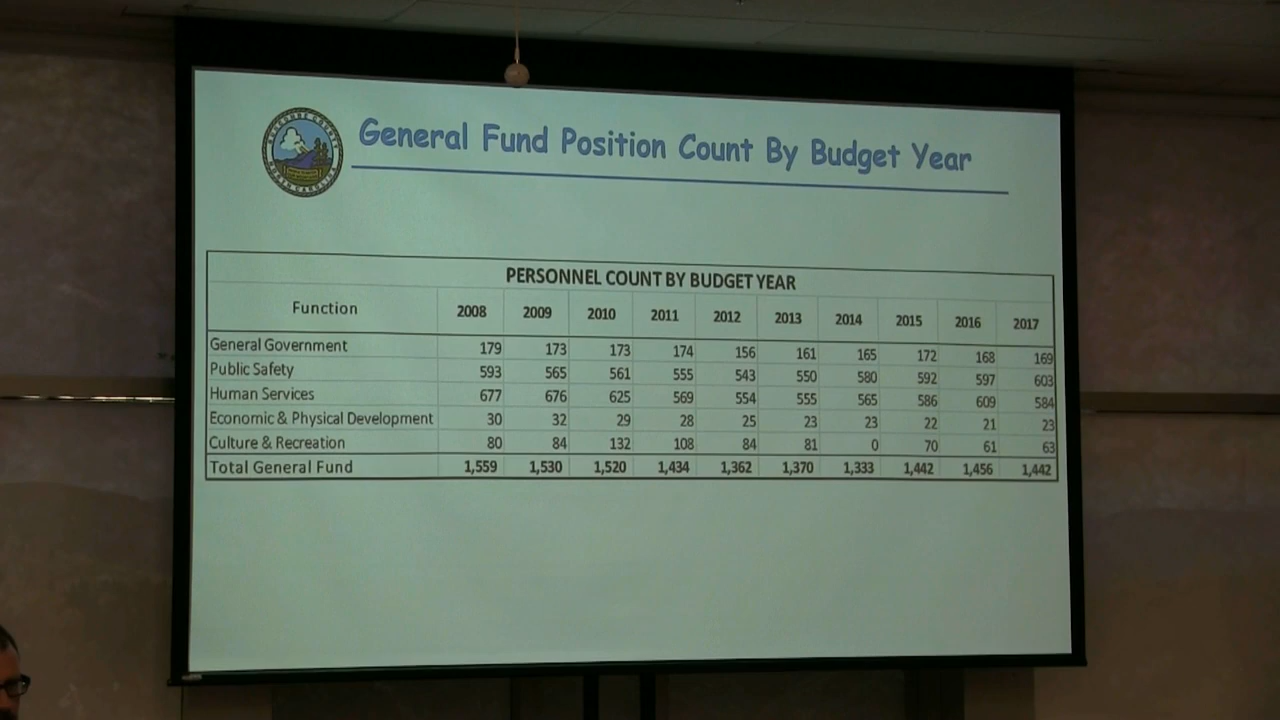 General Fund Position Count By Budget Year
PERSONNEL COUNT BY BUDGET YEAR
Function 2008 2009 2010 2011 2012 2013 2014 2015 2016 2017
General Government 179 173 173 174 156 161 165 172 168 169
Public Safety 593 565 561 555 543 550 580 592 597 603
Human Services 677 676 625 569 554 555 565 586 609 584
Economic & Physical Development 30 32 29 28 25 23 23 22 21 23
Culture & Recreation 80 84 132 108 84 81 0 70 61 63
Total General Fund 1,559 1,530 1,520 1,434 1,362 1,370 1,333 1,442 1,456 1,442